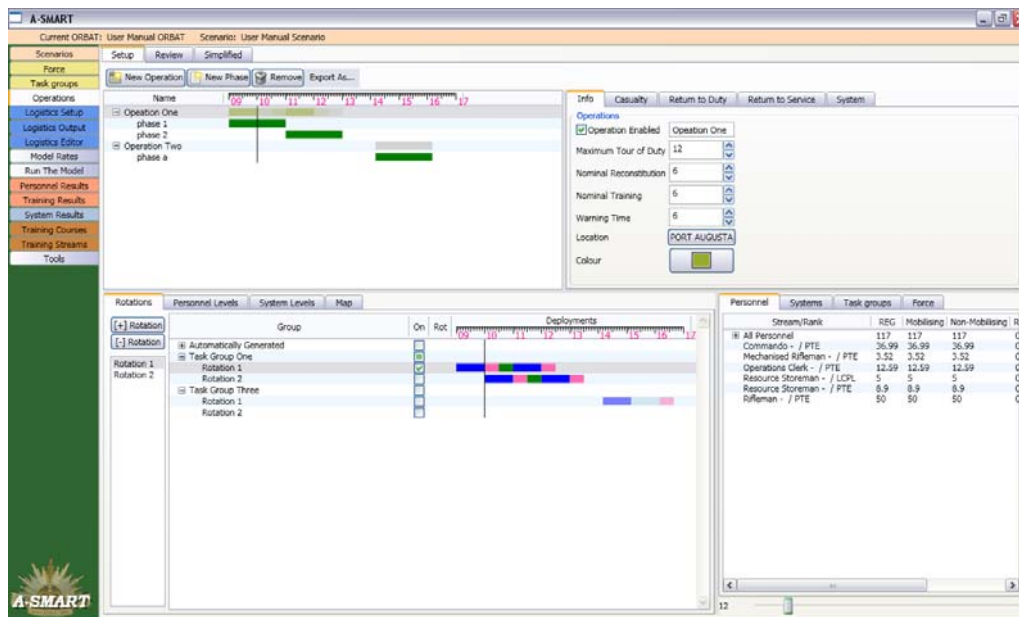 A-SMART
Current ORBAT: User Manual ORBAT Scenario: User Manual Scenario
Scenarios
Force
Task groups
Operations
Logistics Setup
Logistics Output
Logistics Editor
Model Rates
Run The Model
Personnel Results
Training Results
System Results
Training Courses
Training Streams
Tools
A-SMART
Setup Review Simplified
New Operation New Phase Remove Export As...
Name '09 '10 '11 '12 '13 '14 '15 '16 '17
Opeation One
phase 1
phase 2
Operation Two
phase a
Info Casualty Return to Duty Return to Service System
Operations
Operation Enabled Opeation One
Maximum Tour of Duty 12
Nominal Reconstitution 6
Nominal Training 6
Warning Time 6
Location PORT AUGUSTA
Colour
Rotations Personnel Levels System Levels Map
[+] Rotation
[-] Rotation
Rotation 1
Rotation 2
Group On Rot Deployments
'09 '10 '11 '12 '13 '14 '15 '16 '17
Automatically Generated
Task Group One
Rotation 1
Rotation 2
Task Group Three
Rotation 1
Rotation 2
Personnel Systems Task groups Force
Stream/Rank REG Mobilising Non-Mobilising R
All Personnel 117 117 117
Commando - / PTE 36.99 36.99 36.99
Mechanised Rifleman - / PTE 3.52 3.52 3.52
Operations Clerk - / PTE 12.59 12.59 12.59
Resource Storeman - / LCPL 5 5 5
Resource Storeman - / PTE 8.9 8.9 8.9
Rifleman - / PTE 50 50 50
12